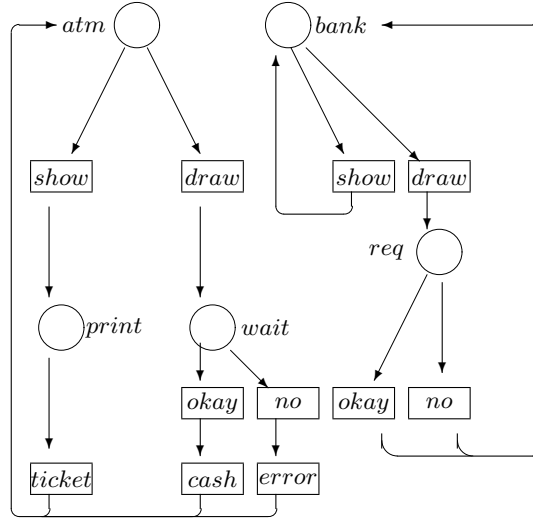 atm bank
show draw show draw
req
print wait
okay no okay no
ticket cash error